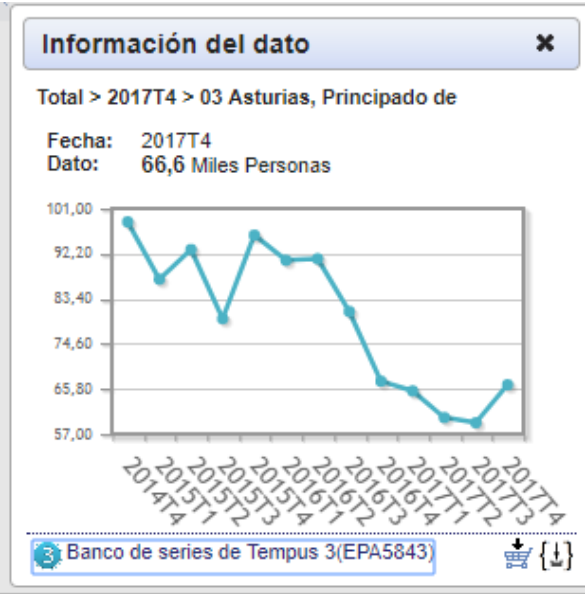 Información del dato ✖
Total > 2017T4 > 03 Asturias, Principado de
Fecha: 2017T4
Dato: 66,6 Miles Personas
101,00
92,20
83,40
74,60
65,80
57,00
2014T4
2015T1
2015T2
2015T3
2015T4
2016T1
2016T2
2016T3
2016T4
2017T1
2017T2
2017T3
2017T4
3 Banco de series de Tempus 3(EPA5843) {↓}